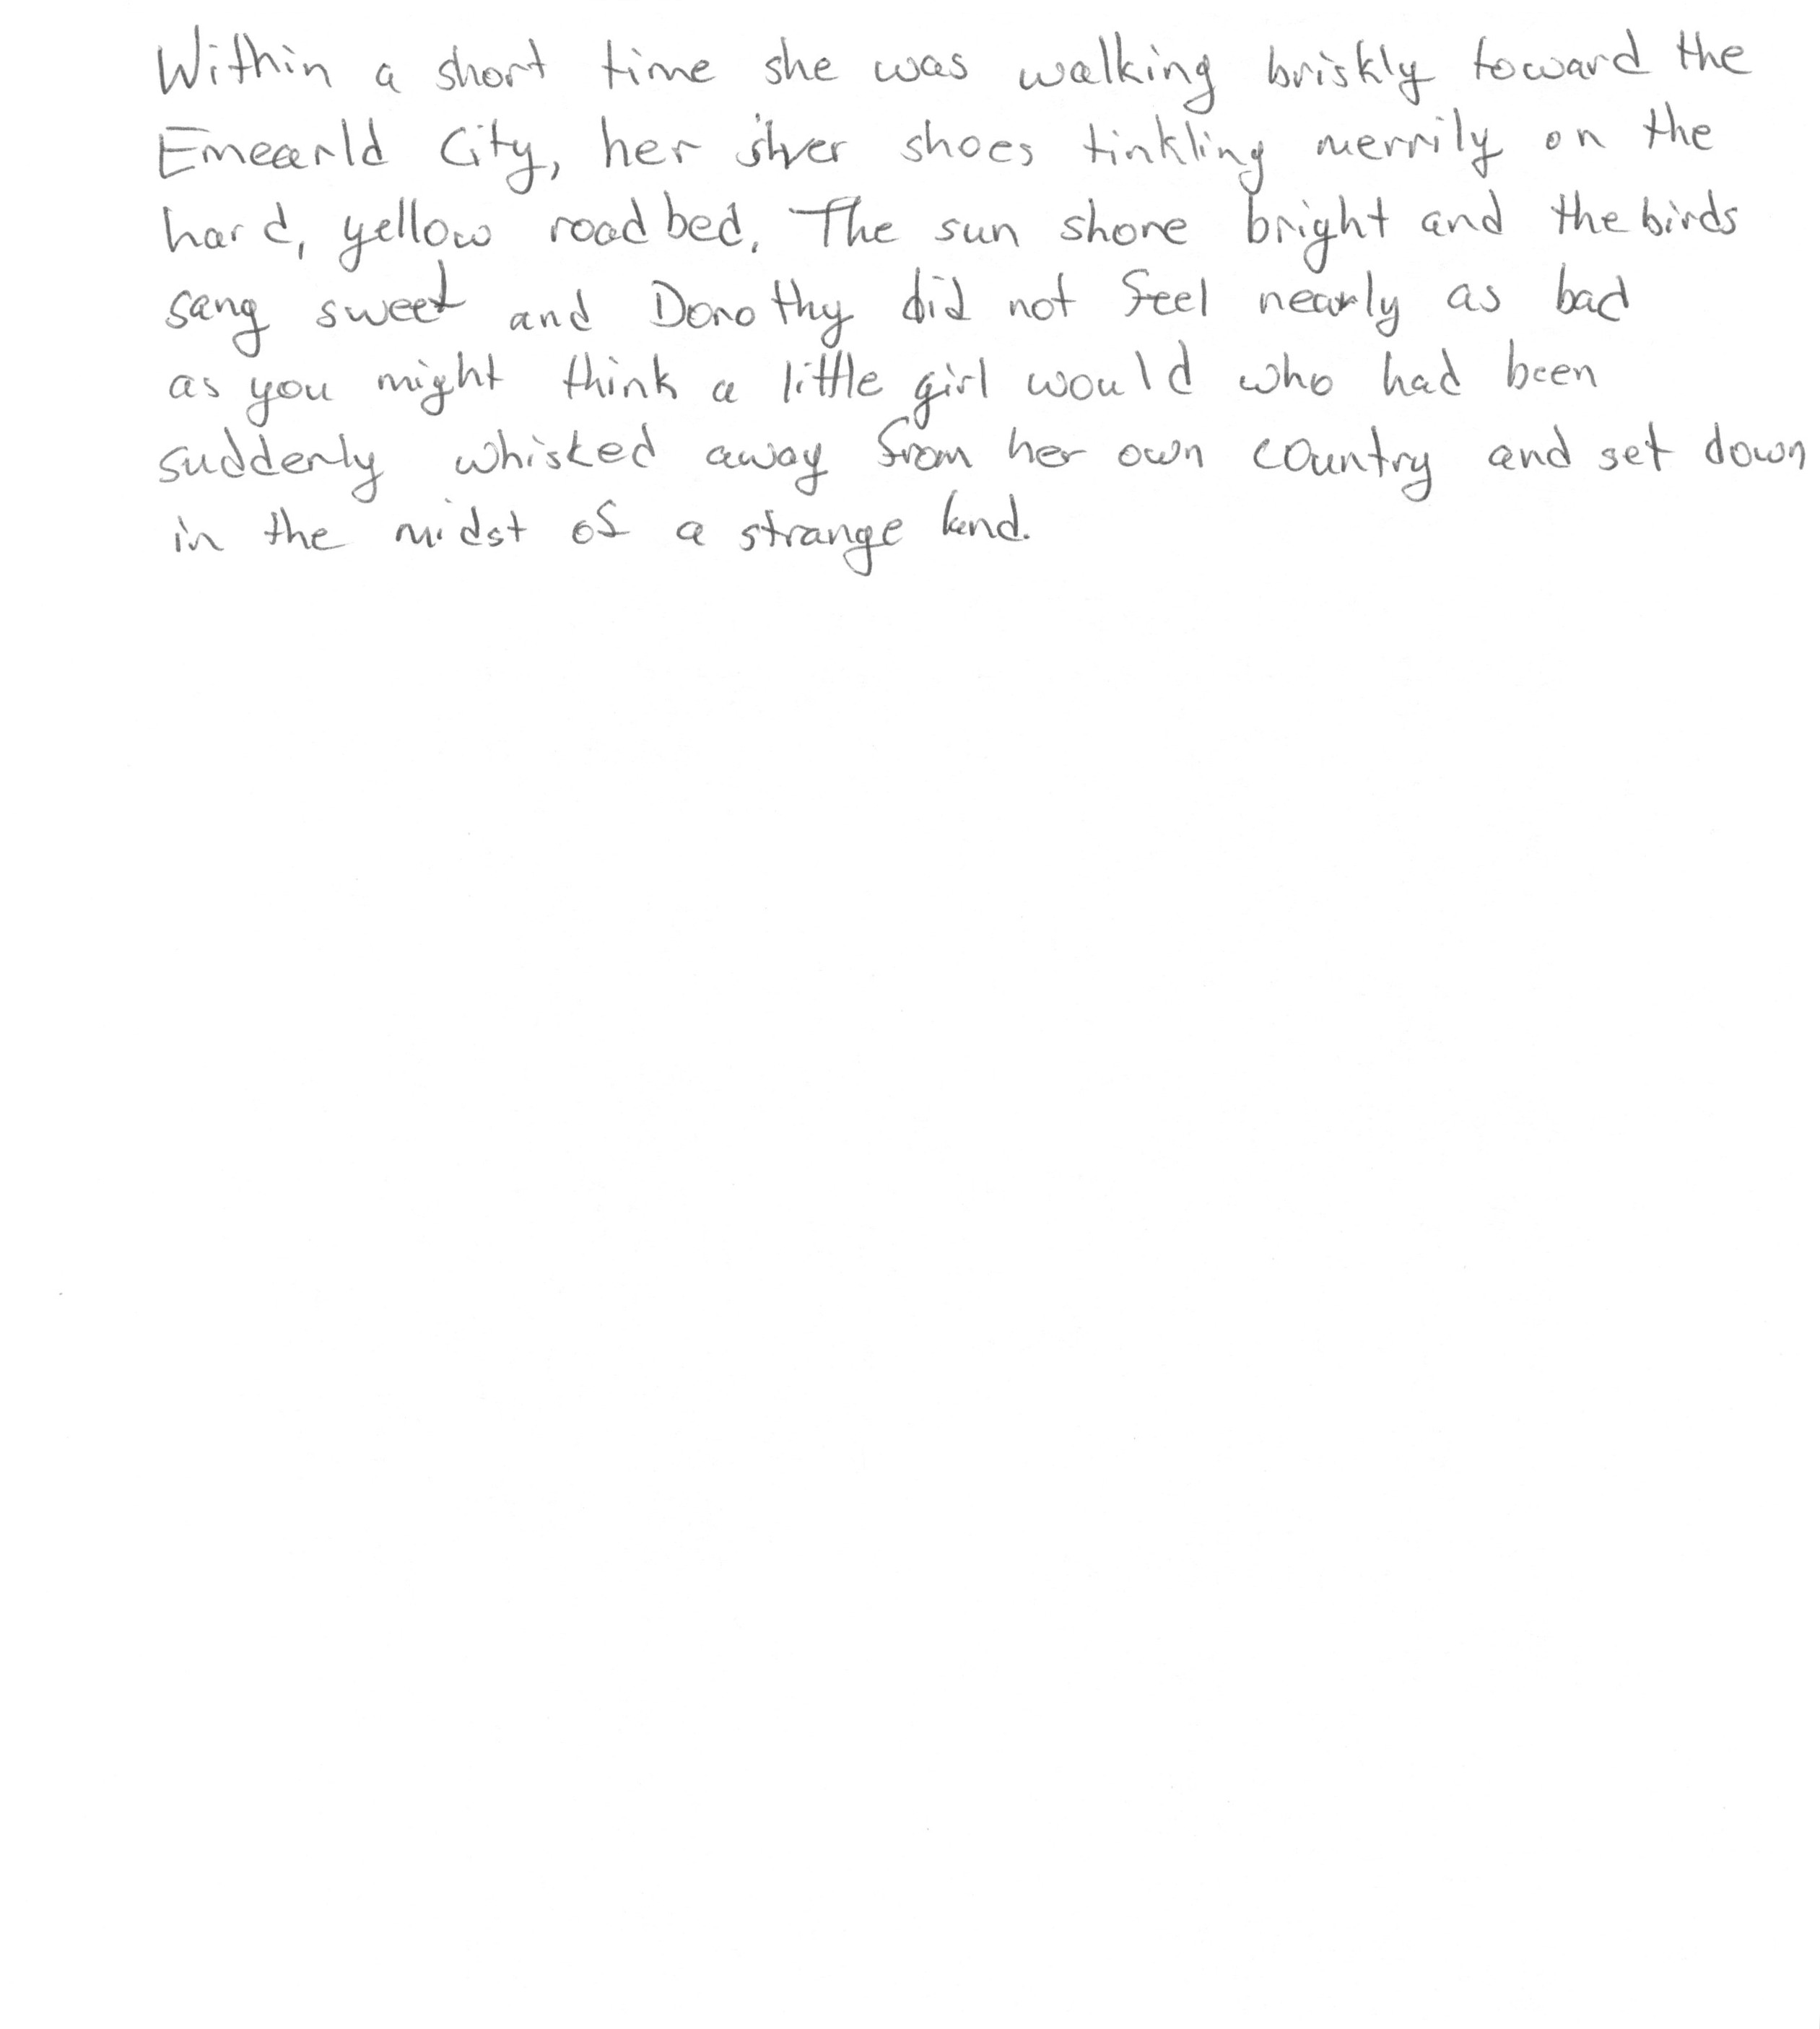 Within a short time she was walking briskly toward the
Emeearld City, her silver shoes tinkling merrily on the
hard, yellow roadbed. The sun shone bright and the birds
sang sweet and Dorothy did not feel nearly as bad
as you might think a little girl would who had been
suddenly whisked away from her own country and set down
in the midst of a strange land.